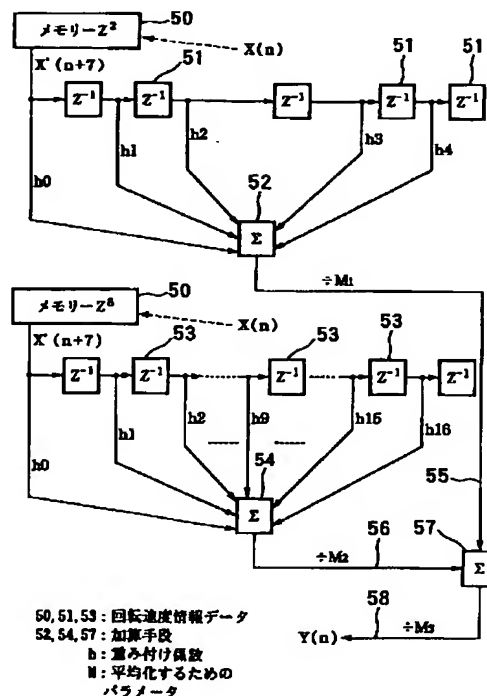 50
メモリーZ²
X(n)
X'(n+7)
51
51
51
Z⁻¹
Z⁻¹
Z⁻¹
Z⁻¹
Z⁻¹
h0
h1
h2
h3
h4
52
Σ
÷M₁
50
メモリーZ⁸
X(n)
X'(n+7)
53
53
53
Z⁻¹
Z⁻¹
Z⁻¹
Z⁻¹
Z⁻¹
h0
h1
h2
h9
h15
h16
54
Σ
55
56
57
÷M₂
Σ
58
÷M₃
Y(n)
50,51,53:回転速度情報データ
52,54,57:加算手段
h:重み付け係数
M:平均化するための
パラメータ